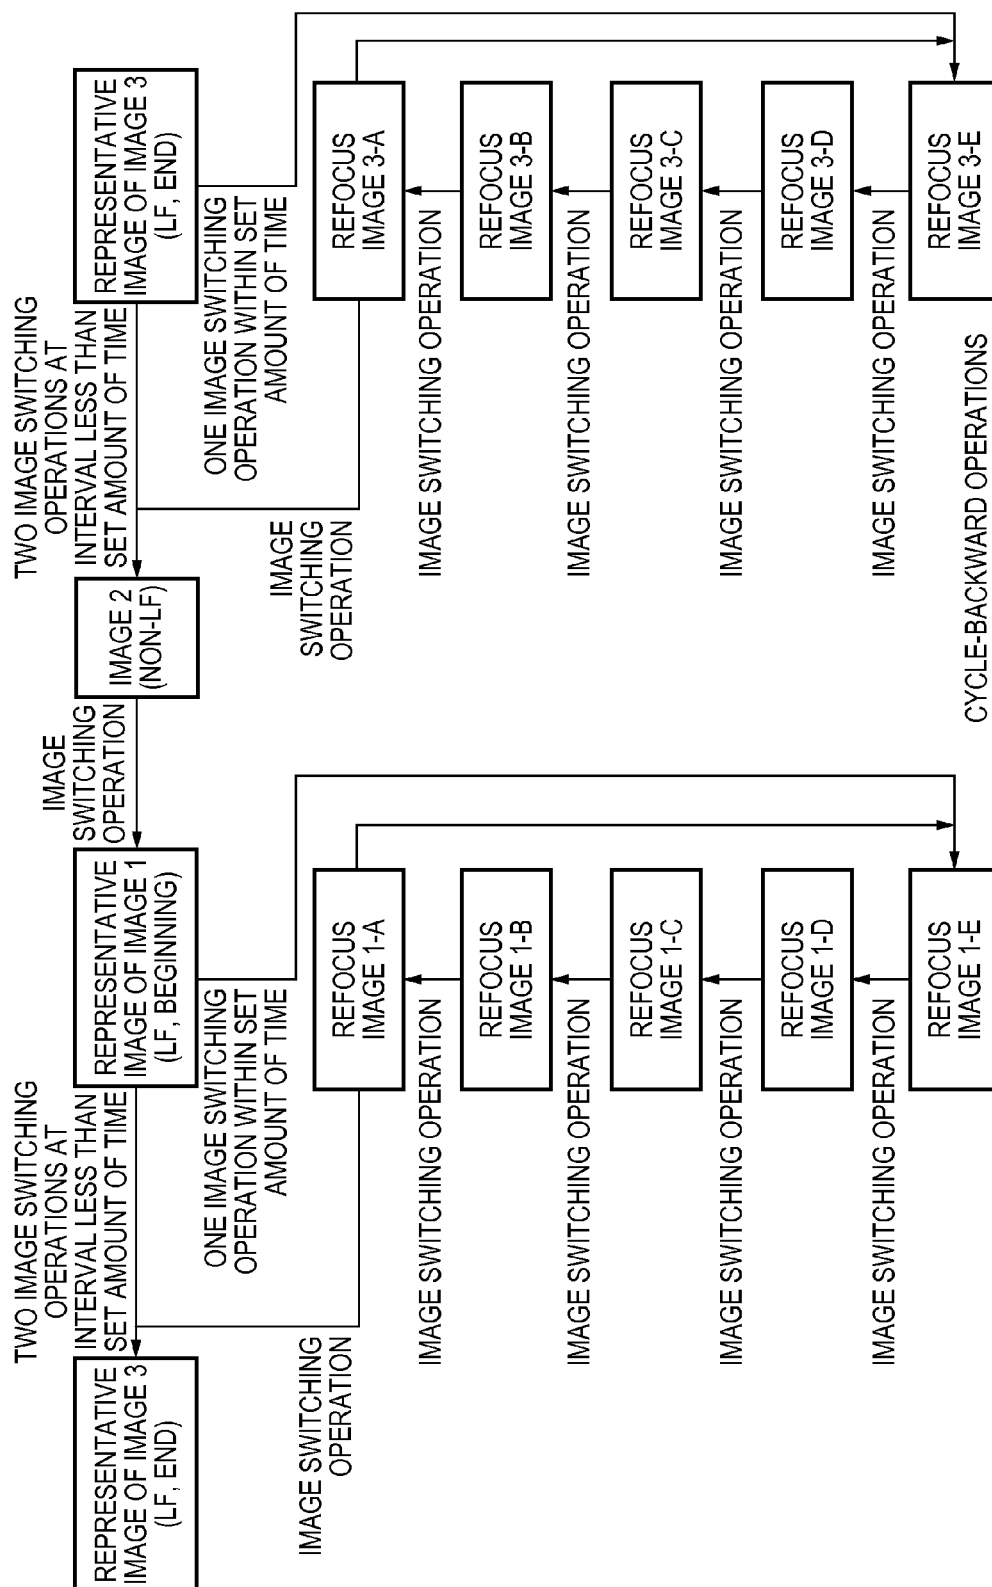 REPRESENTATIVE
IMAGE OF IMAGE 3
(LF, END)
TWO IMAGE SWITCHING
OPERATIONS AT
INTERVAL LESS THAN
SET AMOUNT OF TIME
REPRESENTATIVE
IMAGE OF IMAGE 1
(LF, BEGINNING)
IMAGE
SWITCHING
OPERATION
IMAGE 2
(NON-LF)
TWO IMAGE SWITCHING
OPERATIONS AT
INTERVAL LESS THAN
SET AMOUNT OF TIME
REPRESENTATIVE
IMAGE OF IMAGE 3
(LF, END)
IMAGE SWITCHING
OPERATION
ONE IMAGE SWITCHING
OPERATION WITHIN SET
AMOUNT OF TIME
IMAGE
SWITCHING
OPERATION
ONE IMAGE SWITCHING
OPERATION WITHIN SET
AMOUNT OF TIME
REFOCUS
IMAGE 1-A
REFOCUS
IMAGE 3-A
IMAGE SWITCHING OPERATION
IMAGE SWITCHING OPERATION
REFOCUS
IMAGE 1-B
REFOCUS
IMAGE 3-B
IMAGE SWITCHING OPERATION
IMAGE SWITCHING OPERATION
REFOCUS
IMAGE 1-C
REFOCUS
IMAGE 3-C
IMAGE SWITCHING OPERATION
IMAGE SWITCHING OPERATION
REFOCUS
IMAGE 1-D
REFOCUS
IMAGE 3-D
IMAGE SWITCHING OPERATION
IMAGE SWITCHING OPERATION
REFOCUS
IMAGE 1-E
REFOCUS
IMAGE 3-E
CYCLE-BACKWARD OPERATIONS